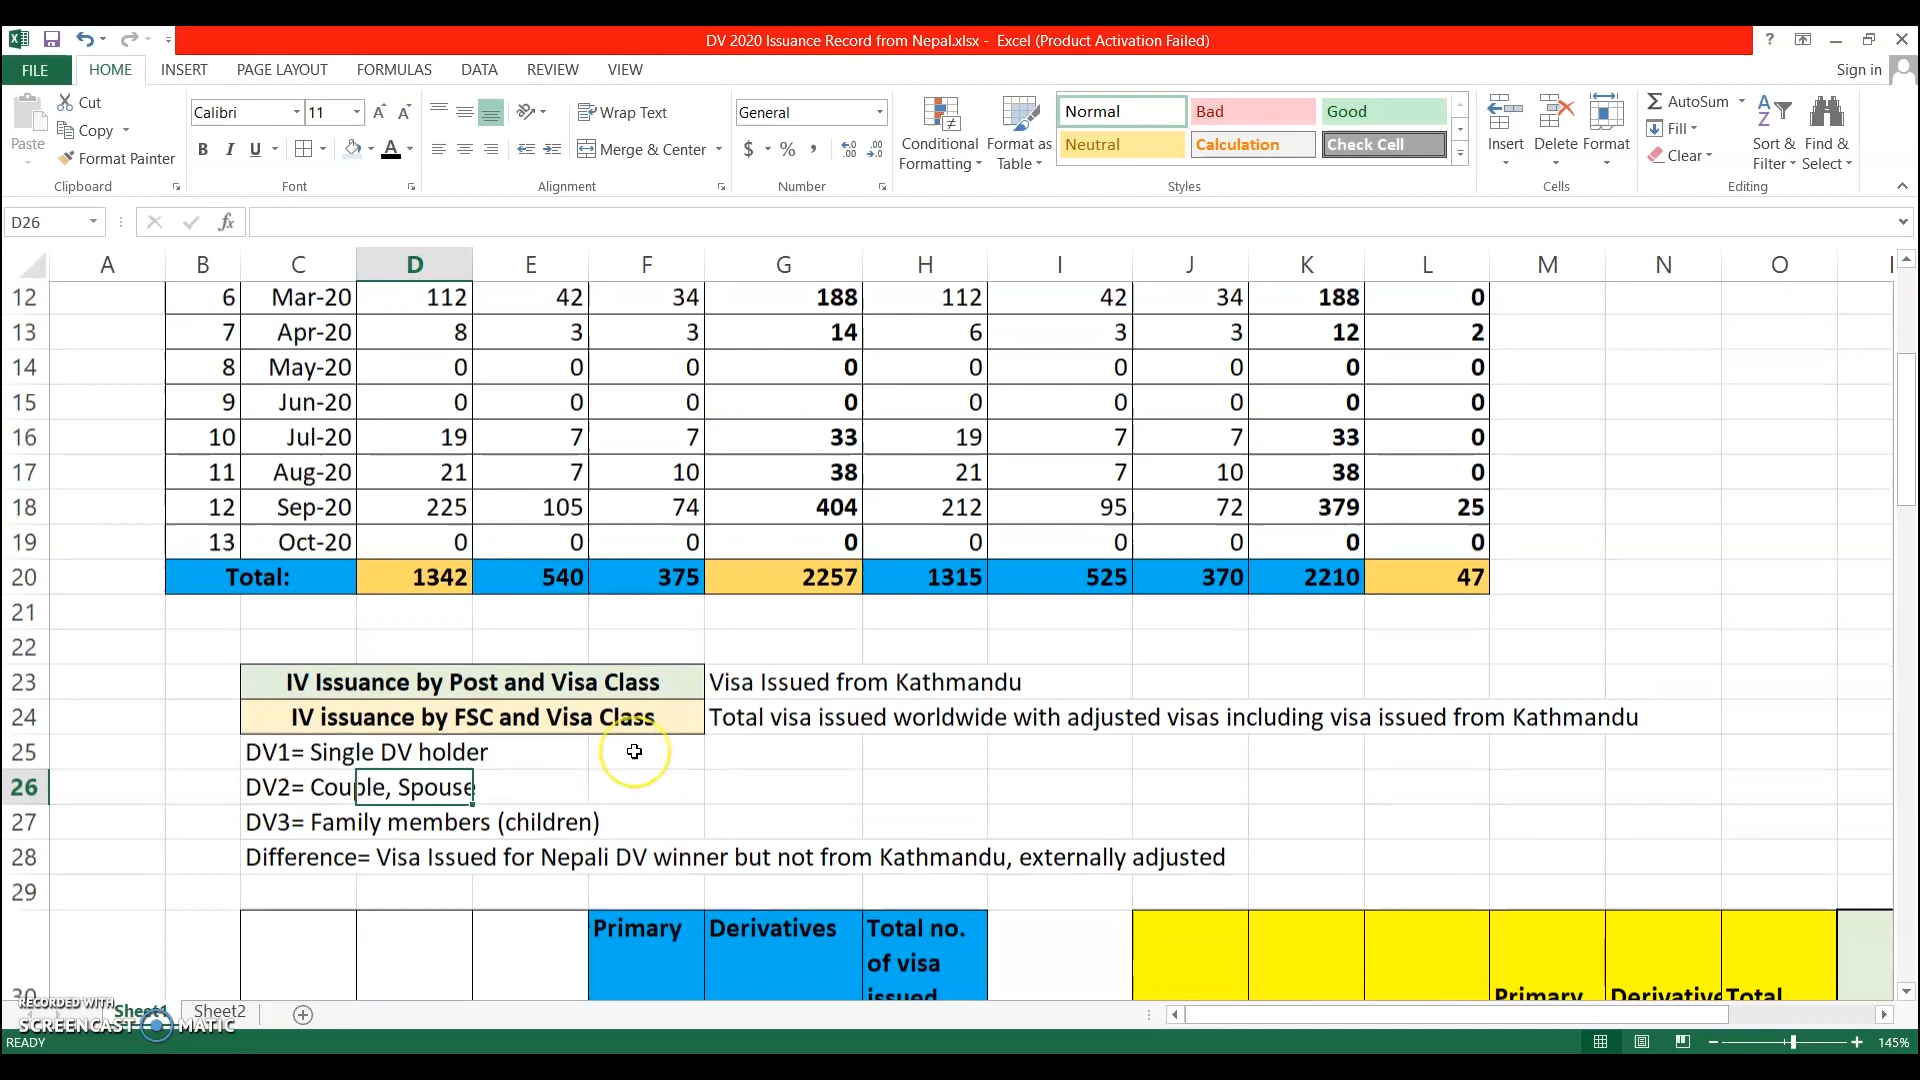 DV 2020 Issuance Record from Nepal.xlsx - Excel (Product Activation Failed)
?
FILE HOME INSERT PAGE LAYOUT FORMULAS DATA REVIEW VIEW Sign in
Paste
Cut
Copy
Format Painter
Clipboard
Calibri 11
B I U A
Font
Wrap Text
Merge & Center
Alignment
General
$ % ,
Number
Conditional Formatting
Format as Table
Normal Bad Good
Neutral Calculation Check Cell
Styles
Insert Delete Format
Cells
AutoSum
Fill
Clear
Sort & Filter
Find & Select
Editing
D26 fx
A B C D E F G H I J K L M N O
12 6 Mar-20 112 42 34 188 112 42 34 188 0
13 7 Apr-20 8 3 3 14 6 3 3 12 2
14 8 May-20 0 0 0 0 0 0 0 0 0
15 9 Jun-20 0 0 0 0 0 0 0 0 0
16 10 Jul-20 19 7 7 33 19 7 7 33 0
17 11 Aug-20 21 7 10 38 21 7 10 38 0
18 12 Sep-20 225 105 74 404 212 95 72 379 25
19 13 Oct-20 0 0 0 0 0 0 0 0 0
20 Total: 1342 540 375 2257 1315 525 370 2210 47
21
22
23 IV Issuance by Post and Visa Class Visa Issued from Kathmandu
24 IV issuance by FSC and Visa Class Total visa issued worldwide with adjusted visas including visa issued from Kathmandu
25 DV1= Single DV holder
26 DV2= Couple, Spouse
27 DV3= Family members (children)
28 Difference= Visa Issued for Nepali DV winner but not from Kathmandu, externally adjusted
29
30 Primary Derivatives Total no.
of visa
issued
Primary Derivative Total
RECORDED WITH
SCREENCAST MATIC
Sheet1 Sheet2
READY 145%